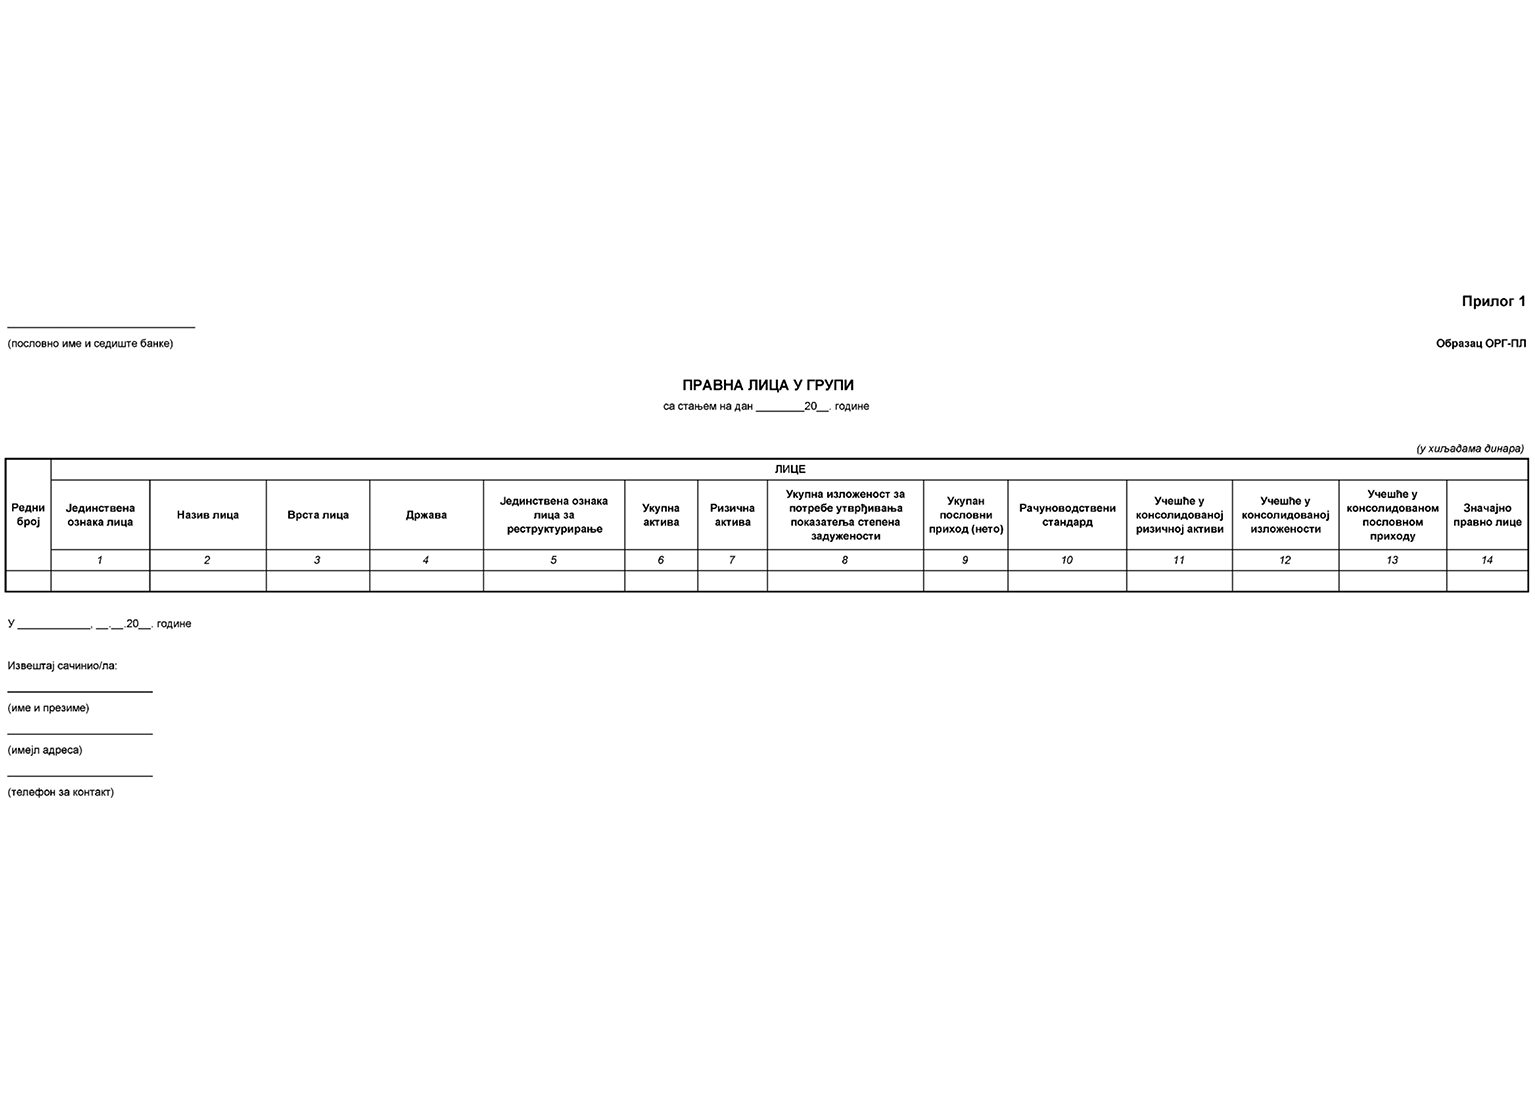 Прилог 1
(пословно име и седиште банке)
Образац ОРГ-ПЛ
ПРАВНА ЛИЦА У ГРУПИ
са стањем на дан ________20__. године
(у хиљадама динара)
Редни број
ЛИЦЕ
Јединствена ознака лица
Назив лица
Врста лица
Држава
Јединствена ознака лица за реструктурирање
Укупна актива
Ризична актива
Укупна изложеност за потребе утврђивања показатеља степена задужености
Укупан пословни приход (нето)
Рачуноводствени стандард
Учешће у консолидованој ризичној активи
Учешће у консолидованој изложености
Учешће у консолидованом пословном приходу
Значајно правно лице
1 2 3 4 5 6 7 8 9 10 11 12 13 14
У ____________, __.__.20__. године
Извештај сачинио/ла:
(име и презиме)
(имејл адреса)
(телефон за контакт)